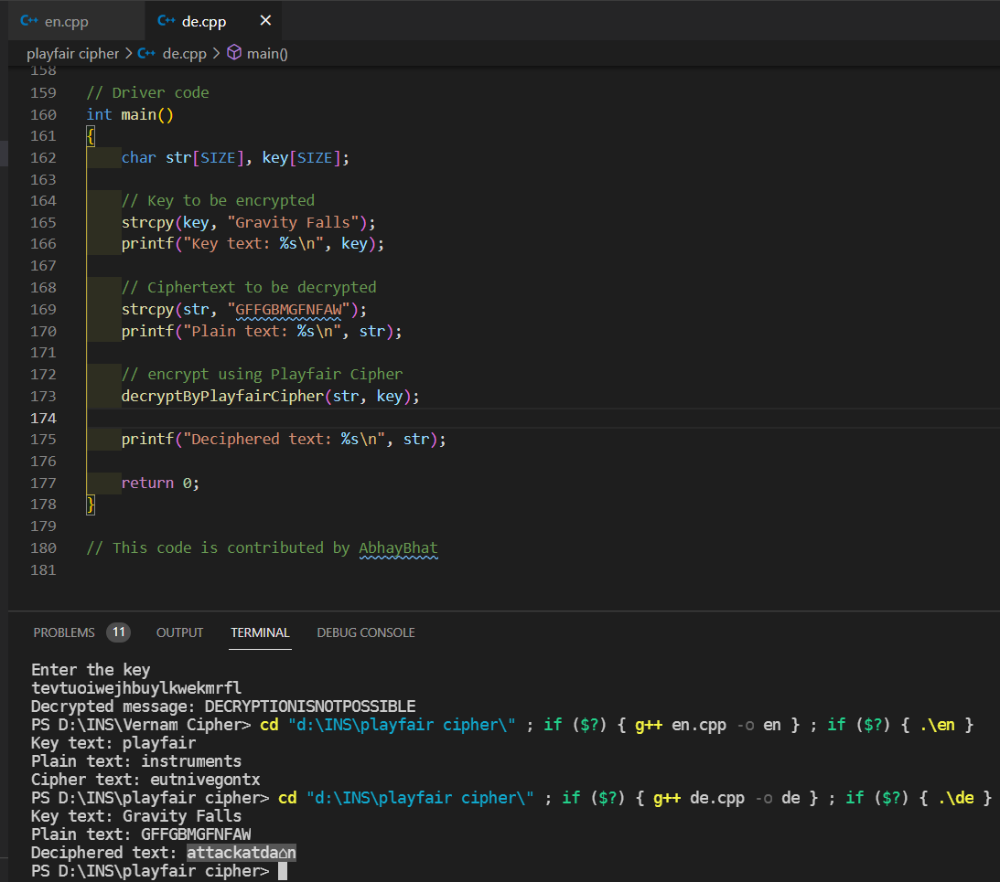 en.cpp de.cpp
playfair cipher > de.cpp > main()
158
159 // Driver code
160 int main()
161 {
162 char str[SIZE], key[SIZE];
163
164 // Key to be encrypted
165 strcpy(key, "Gravity Falls");
166 printf("Key text: %s\n", key);
167
168 // Ciphertext to be decrypted
169 strcpy(str, "GFFGBMGFNFAW");
170 printf("Plain text: %s\n", str);
171
172 // encrypt using Playfair Cipher
173 decryptByPlayfairCipher(str, key);
174
175 printf("Deciphered text: %s\n", str);
176
177 return 0;
178 }
179
180 // This code is contributed by AbhayBhat
181
PROBLEMS 11 OUTPUT TERMINAL DEBUG CONSOLE
Enter the key
tevtuoiwejhbuylkwekmrfl
Decrypted message: DECRYPTIONISNOTPOSSIBLE
PS D:\INS\Vernam Cipher> cd "d:\INS\playfair cipher\" ; if ($?) { g++ en.cpp -o en } ; if ($?) { .\en }
Key text: playfair
Plain text: instruments
Cipher text: eutnivegontx
PS D:\INS\playfair cipher> cd "d:\INS\playfair cipher\" ; if ($?) { g++ de.cpp -o de } ; if ($?) { .\de }
Key text: Gravity Falls
Plain text: GFFGBMGFNFAW
Deciphered text: attackatda⌂n
PS D:\INS\playfair cipher>